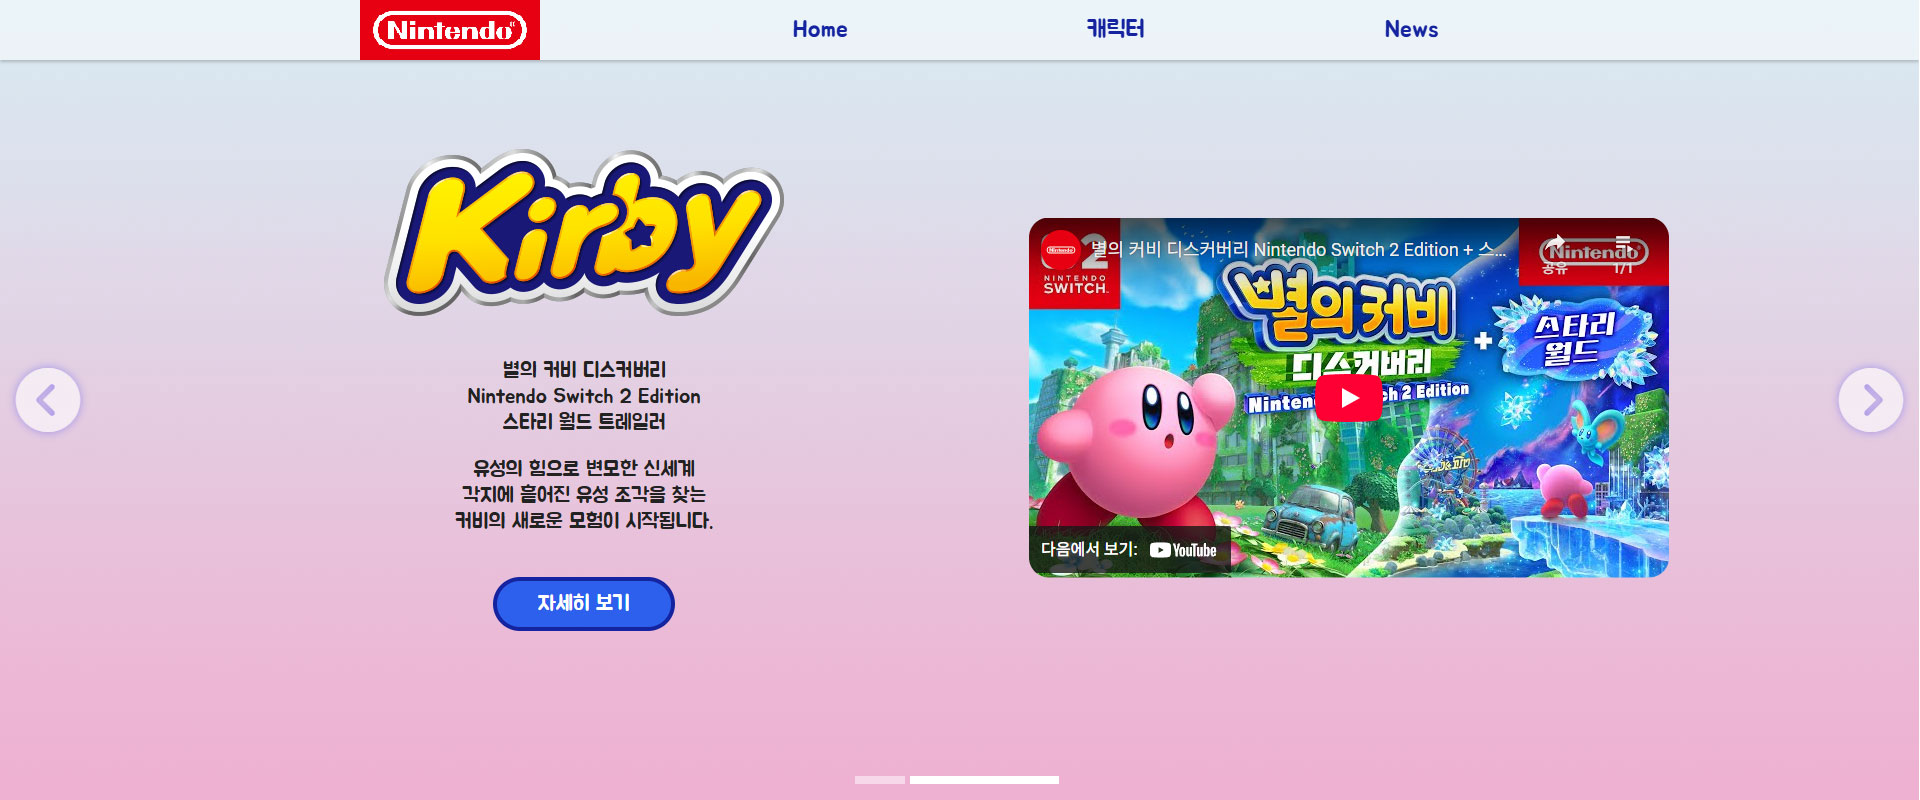 Nintendo
Home
캐릭터
News
Kirby
별의 커비 디스커버리
Nintendo Switch 2 Edition
스타리 월드 트레일러
유성의 힘으로 변모한 신세계
각지에 흩어진 유성 조각을 찾는
커비의 새로운 모험이 시작됩니다.
자세히 보기
별의 커비 디스커버리 Nintendo Switch 2 Edition + 스...
2
NINTENDO
SWITCH
Nintendo
공유
1/1
별의 커비
디스커버리
+
스타리
월드
2 Edition
다음에서 보기: YouTube